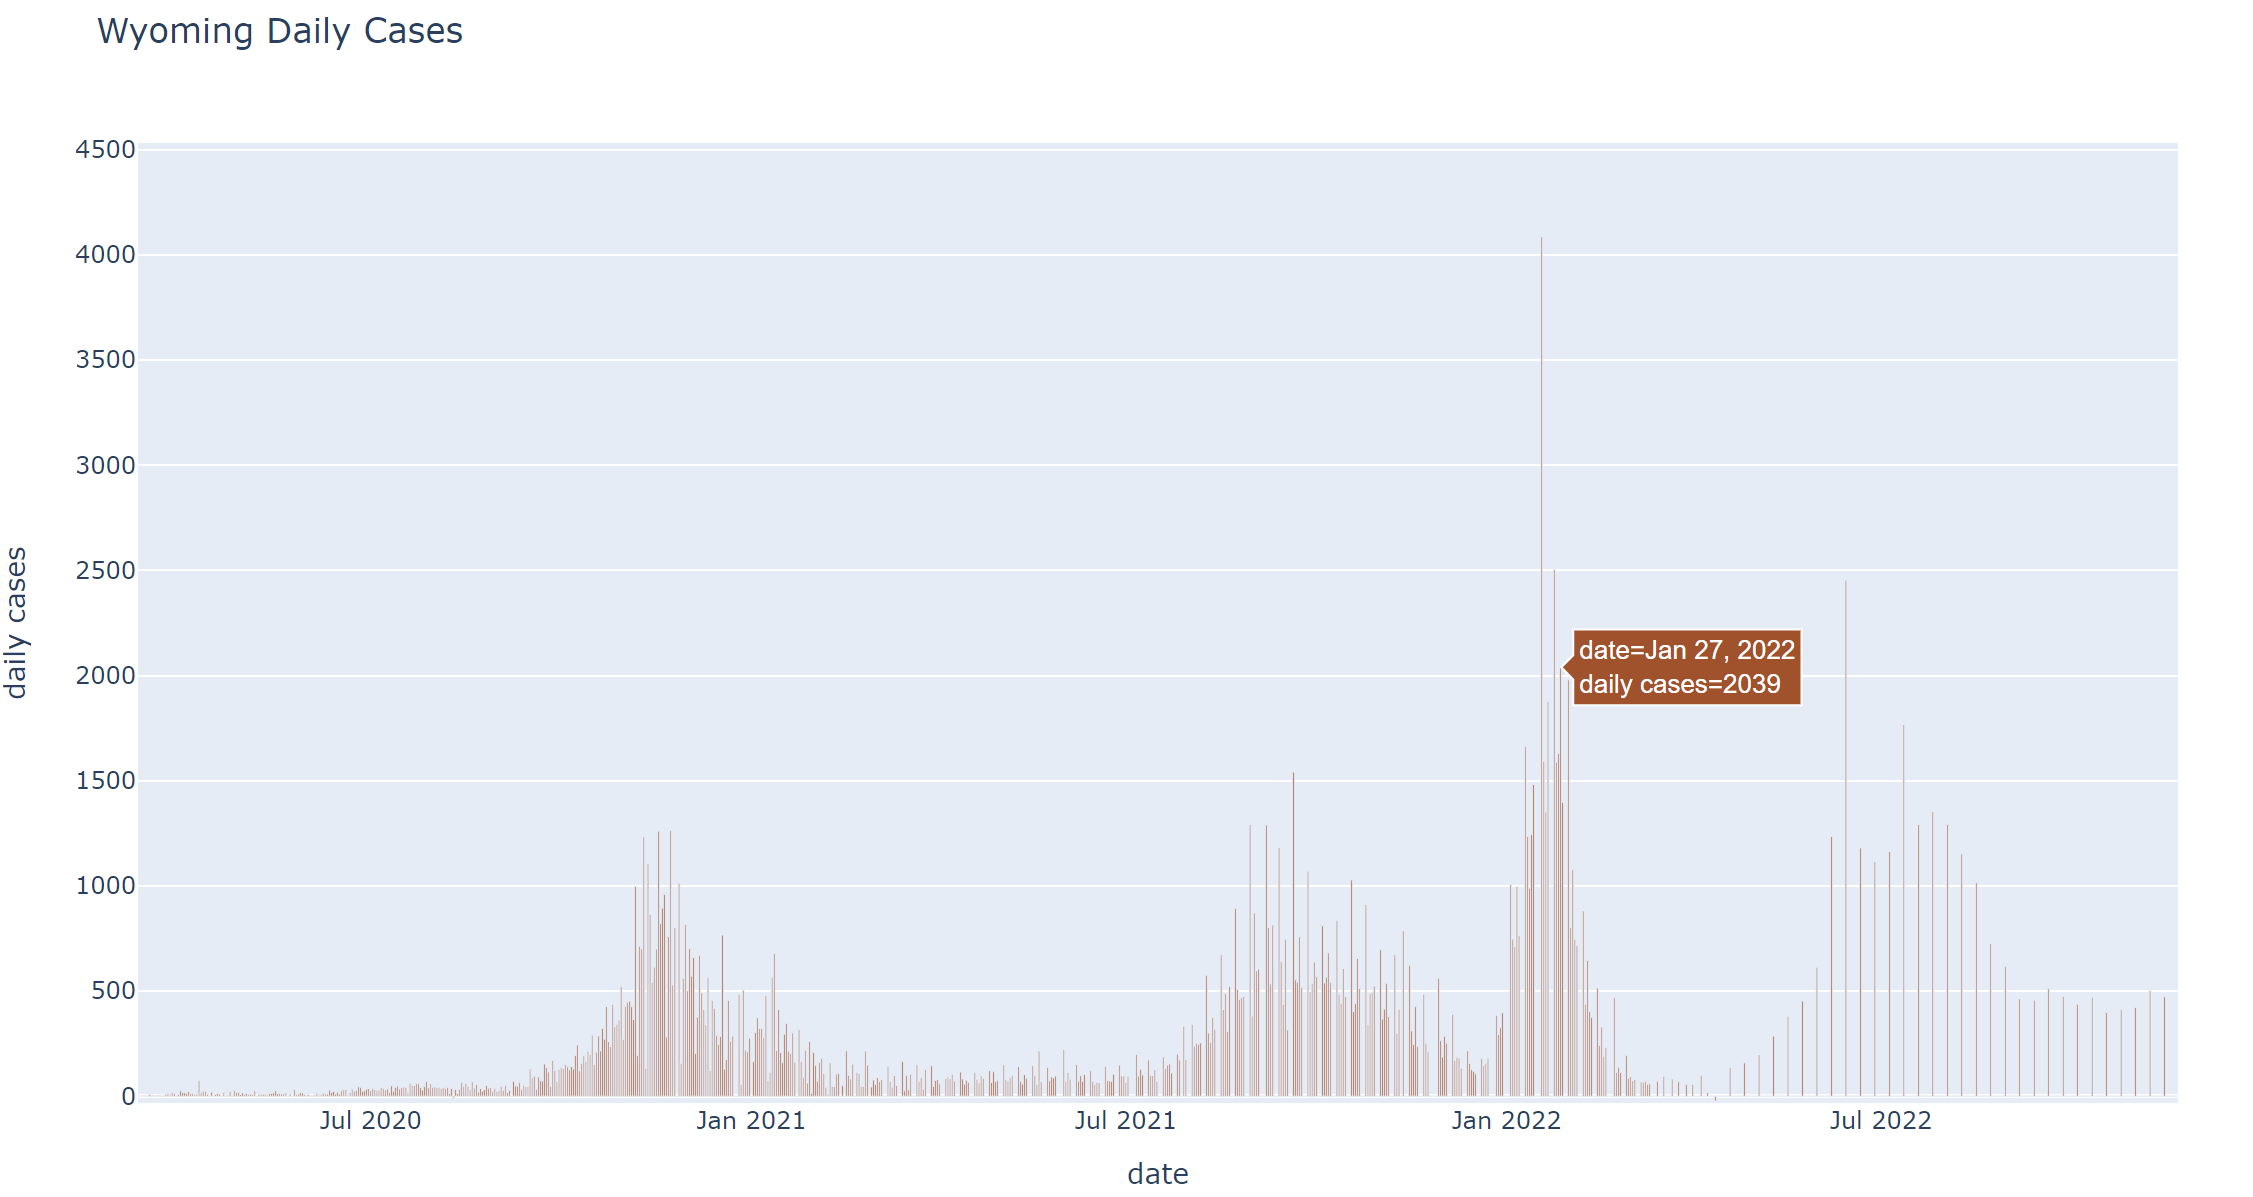 Wyoming Daily Cases
4500
4000
3500
3000
2500
2000
1500
1000
500
0
daily cases
date=Jan 27, 2022
daily cases=2039
Jul 2020
Jan 2021
Jul 2021
Jan 2022
Jul 2022
date